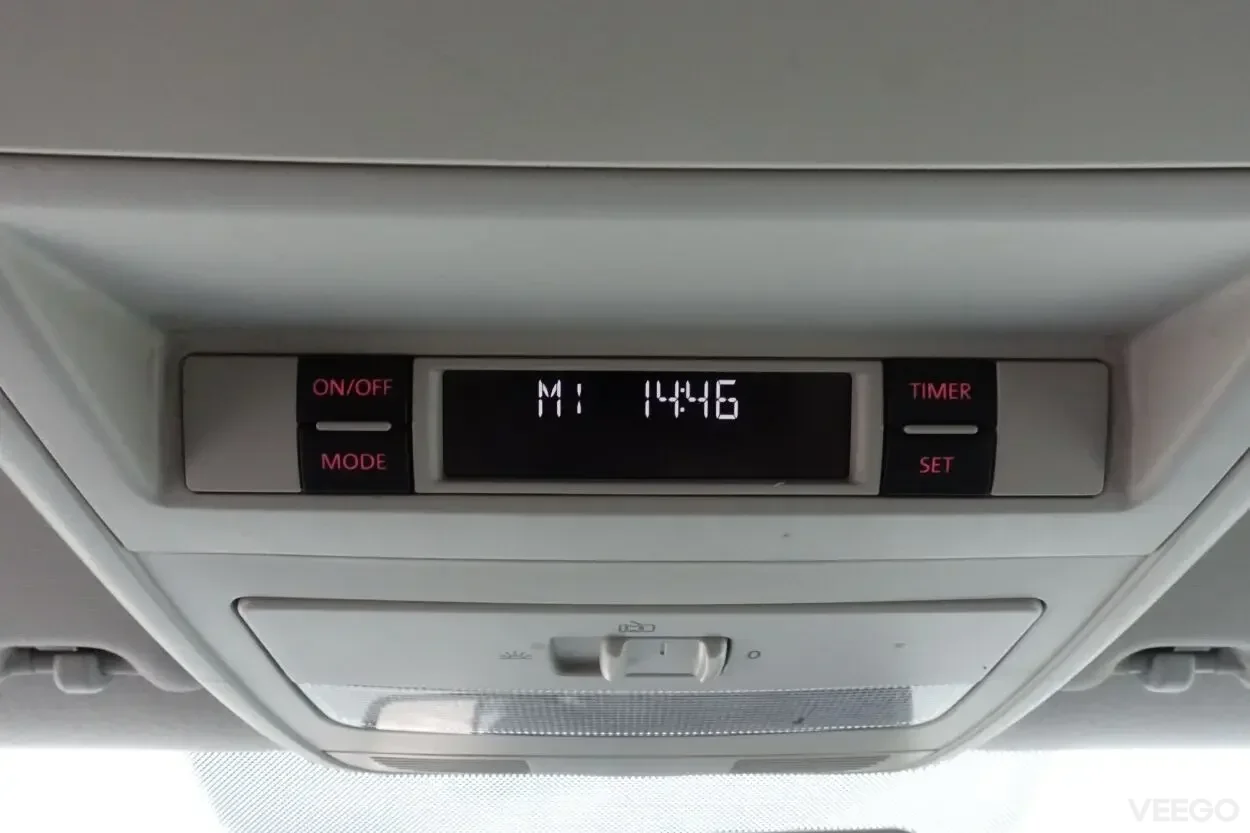 ON/OFF
MODE
Mi 14:46
TIMER
SET
O
VEEGO